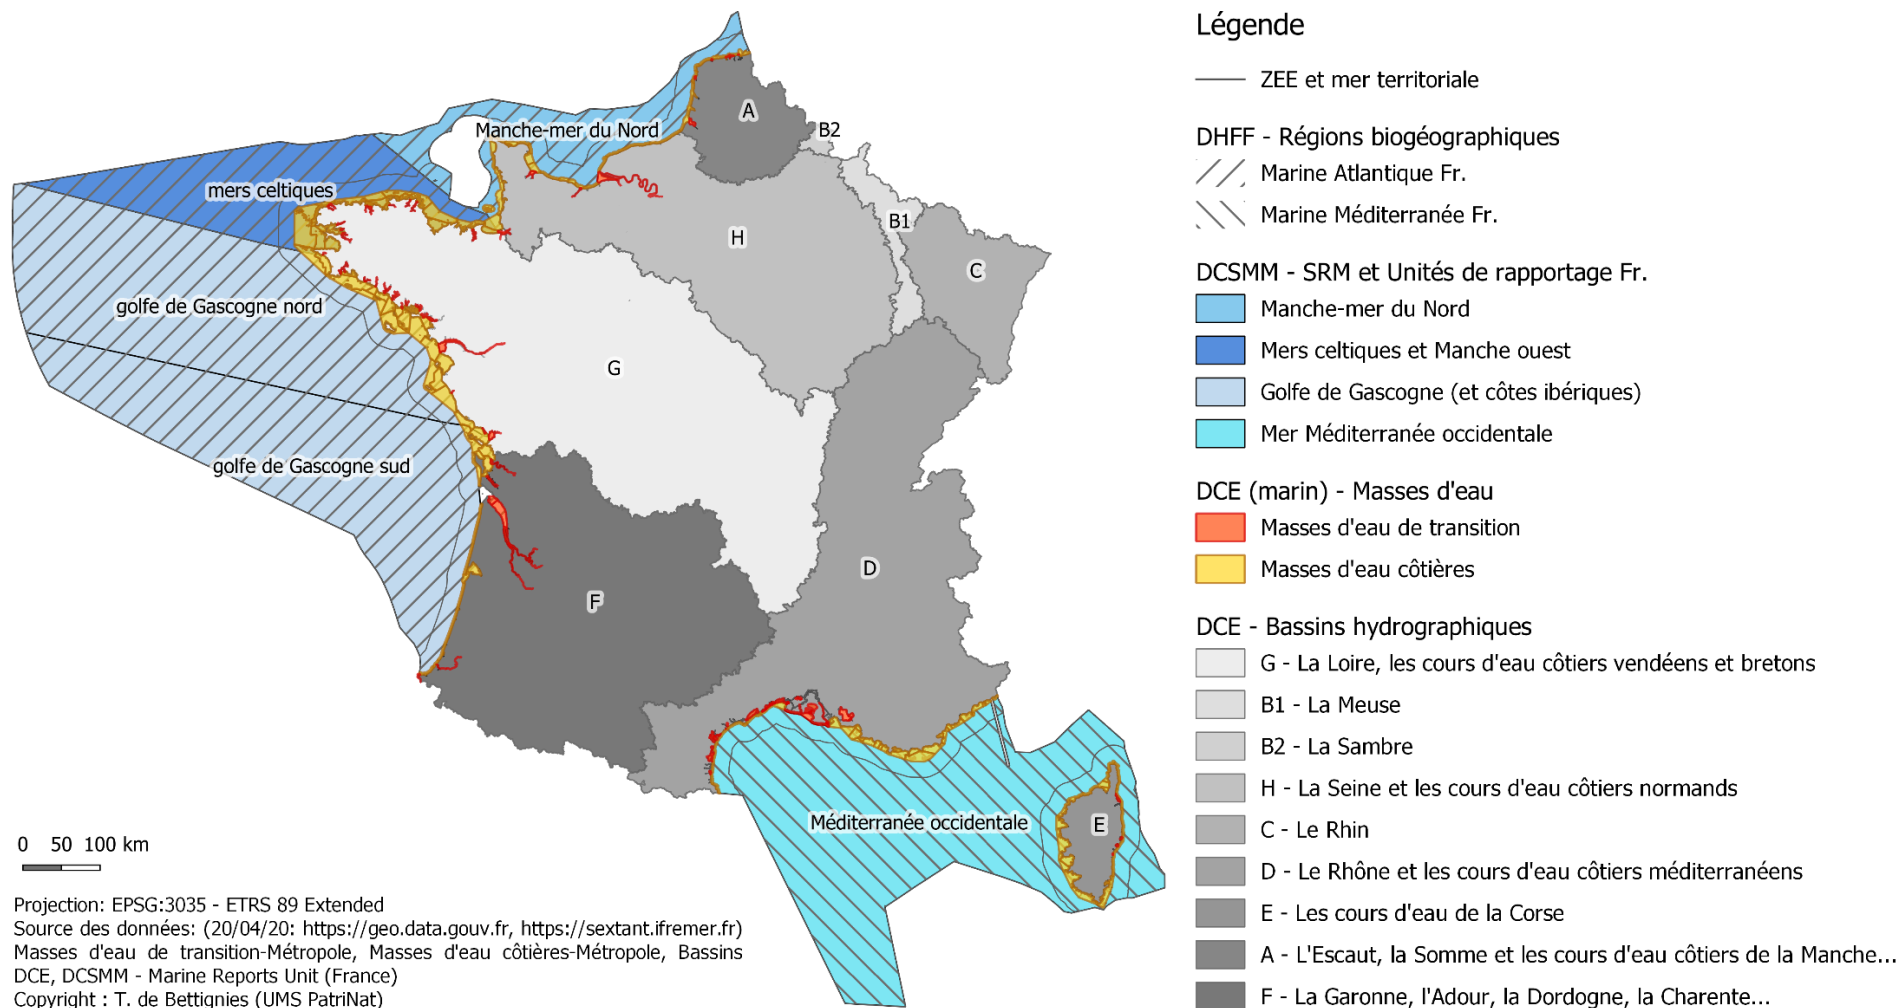 Manche-mer du Nord
A
B2
mers celtiques
B1
H
C
golfe de Gascogne nord
G
golfe de Gascogne sud
D
F
Méditerranée occidentale
E
0 50 100 km
Projection: EPSG:3035 - ETRS 89 Extended
Source des données: (20/04/20: https://geo.data.gouv.fr, https://sextant.ifremer.fr)
Masses d'eau de transition-Métropole, Masses d'eau côtières-Métropole, Bassins
DCE, DCSMM - Marine Reports Unit (France)
Copyright : T. de Bettignies (UMS PatriNat)
Légende
ZEE et mer territoriale
DHFF - Régions biogéographiques
Marine Atlantique Fr.
Marine Méditerranée Fr.
DCSMM - SRM et Unités de rapportage Fr.
Manche-mer du Nord
Mers celtiques et Manche ouest
Golfe de Gascogne (et côtes ibériques)
Mer Méditerranée occidentale
DCE (marin) - Masses d'eau
Masses d'eau de transition
Masses d'eau côtières
DCE - Bassins hydrographiques
G - La Loire, les cours d'eau côtiers vendéens et bretons
B1 - La Meuse
B2 - La Sambre
H - La Seine et les cours d'eau côtiers normands
C - Le Rhin
D - Le Rhône et les cours d'eau côtiers méditerranéens
E - Les cours d'eau de la Corse
A - L'Escaut, la Somme et les cours d'eau côtiers de la Manche...
F - La Garonne, l'Adour, la Dordogne, la Charente...